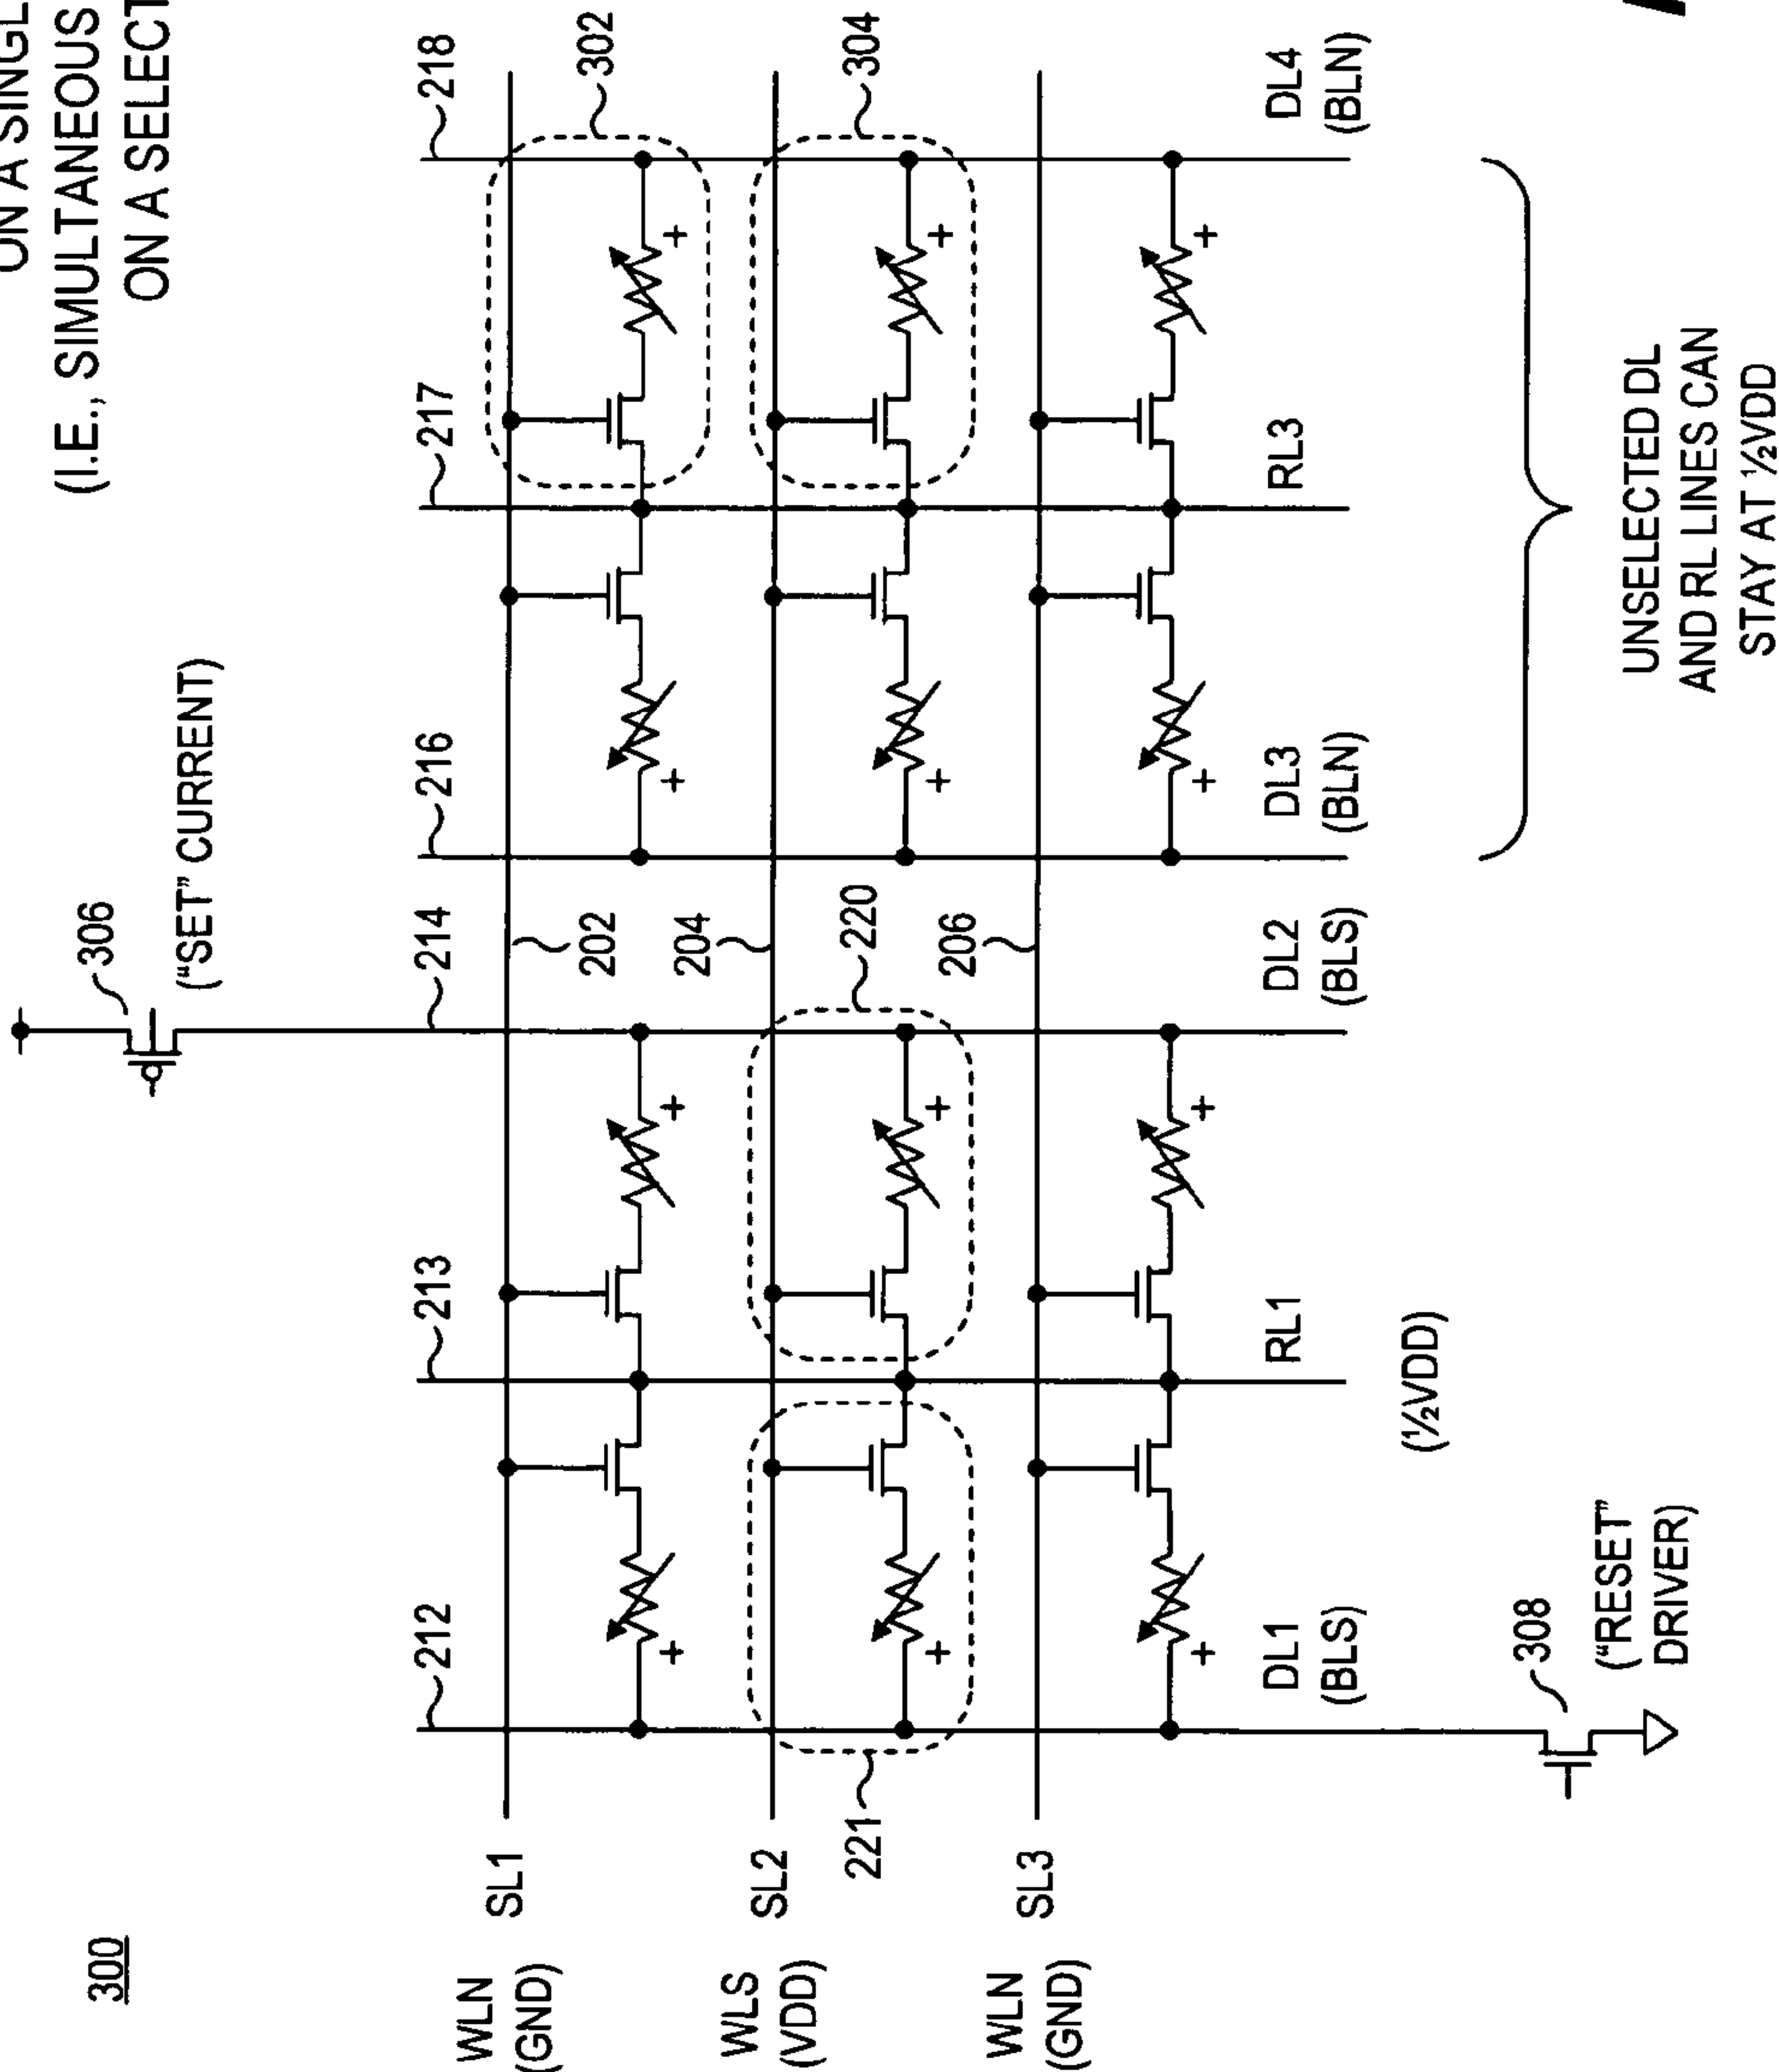 ON A SINGL
(I.E., SIMULTANEOUS
ON A SELECT
300
306
("SET" CURRENT)
212
213
214
216
217
218
SL1
WLN
(GND)
202
302
SL2
WLS
(VDD)
204
221
220
304
SL3
WLN
(GND)
206
+
+
+
+
+
+
+
+
+
+
+
+
DL1
(BLS)
RL1
DL2
(BLS)
DL3
(BLN)
RL3
DL4
(BLN)
(½VDD)
308
("RESET"
DRIVER)
UNSELECTED DL
AND RL LINES CAN
STAY AT ½VDD